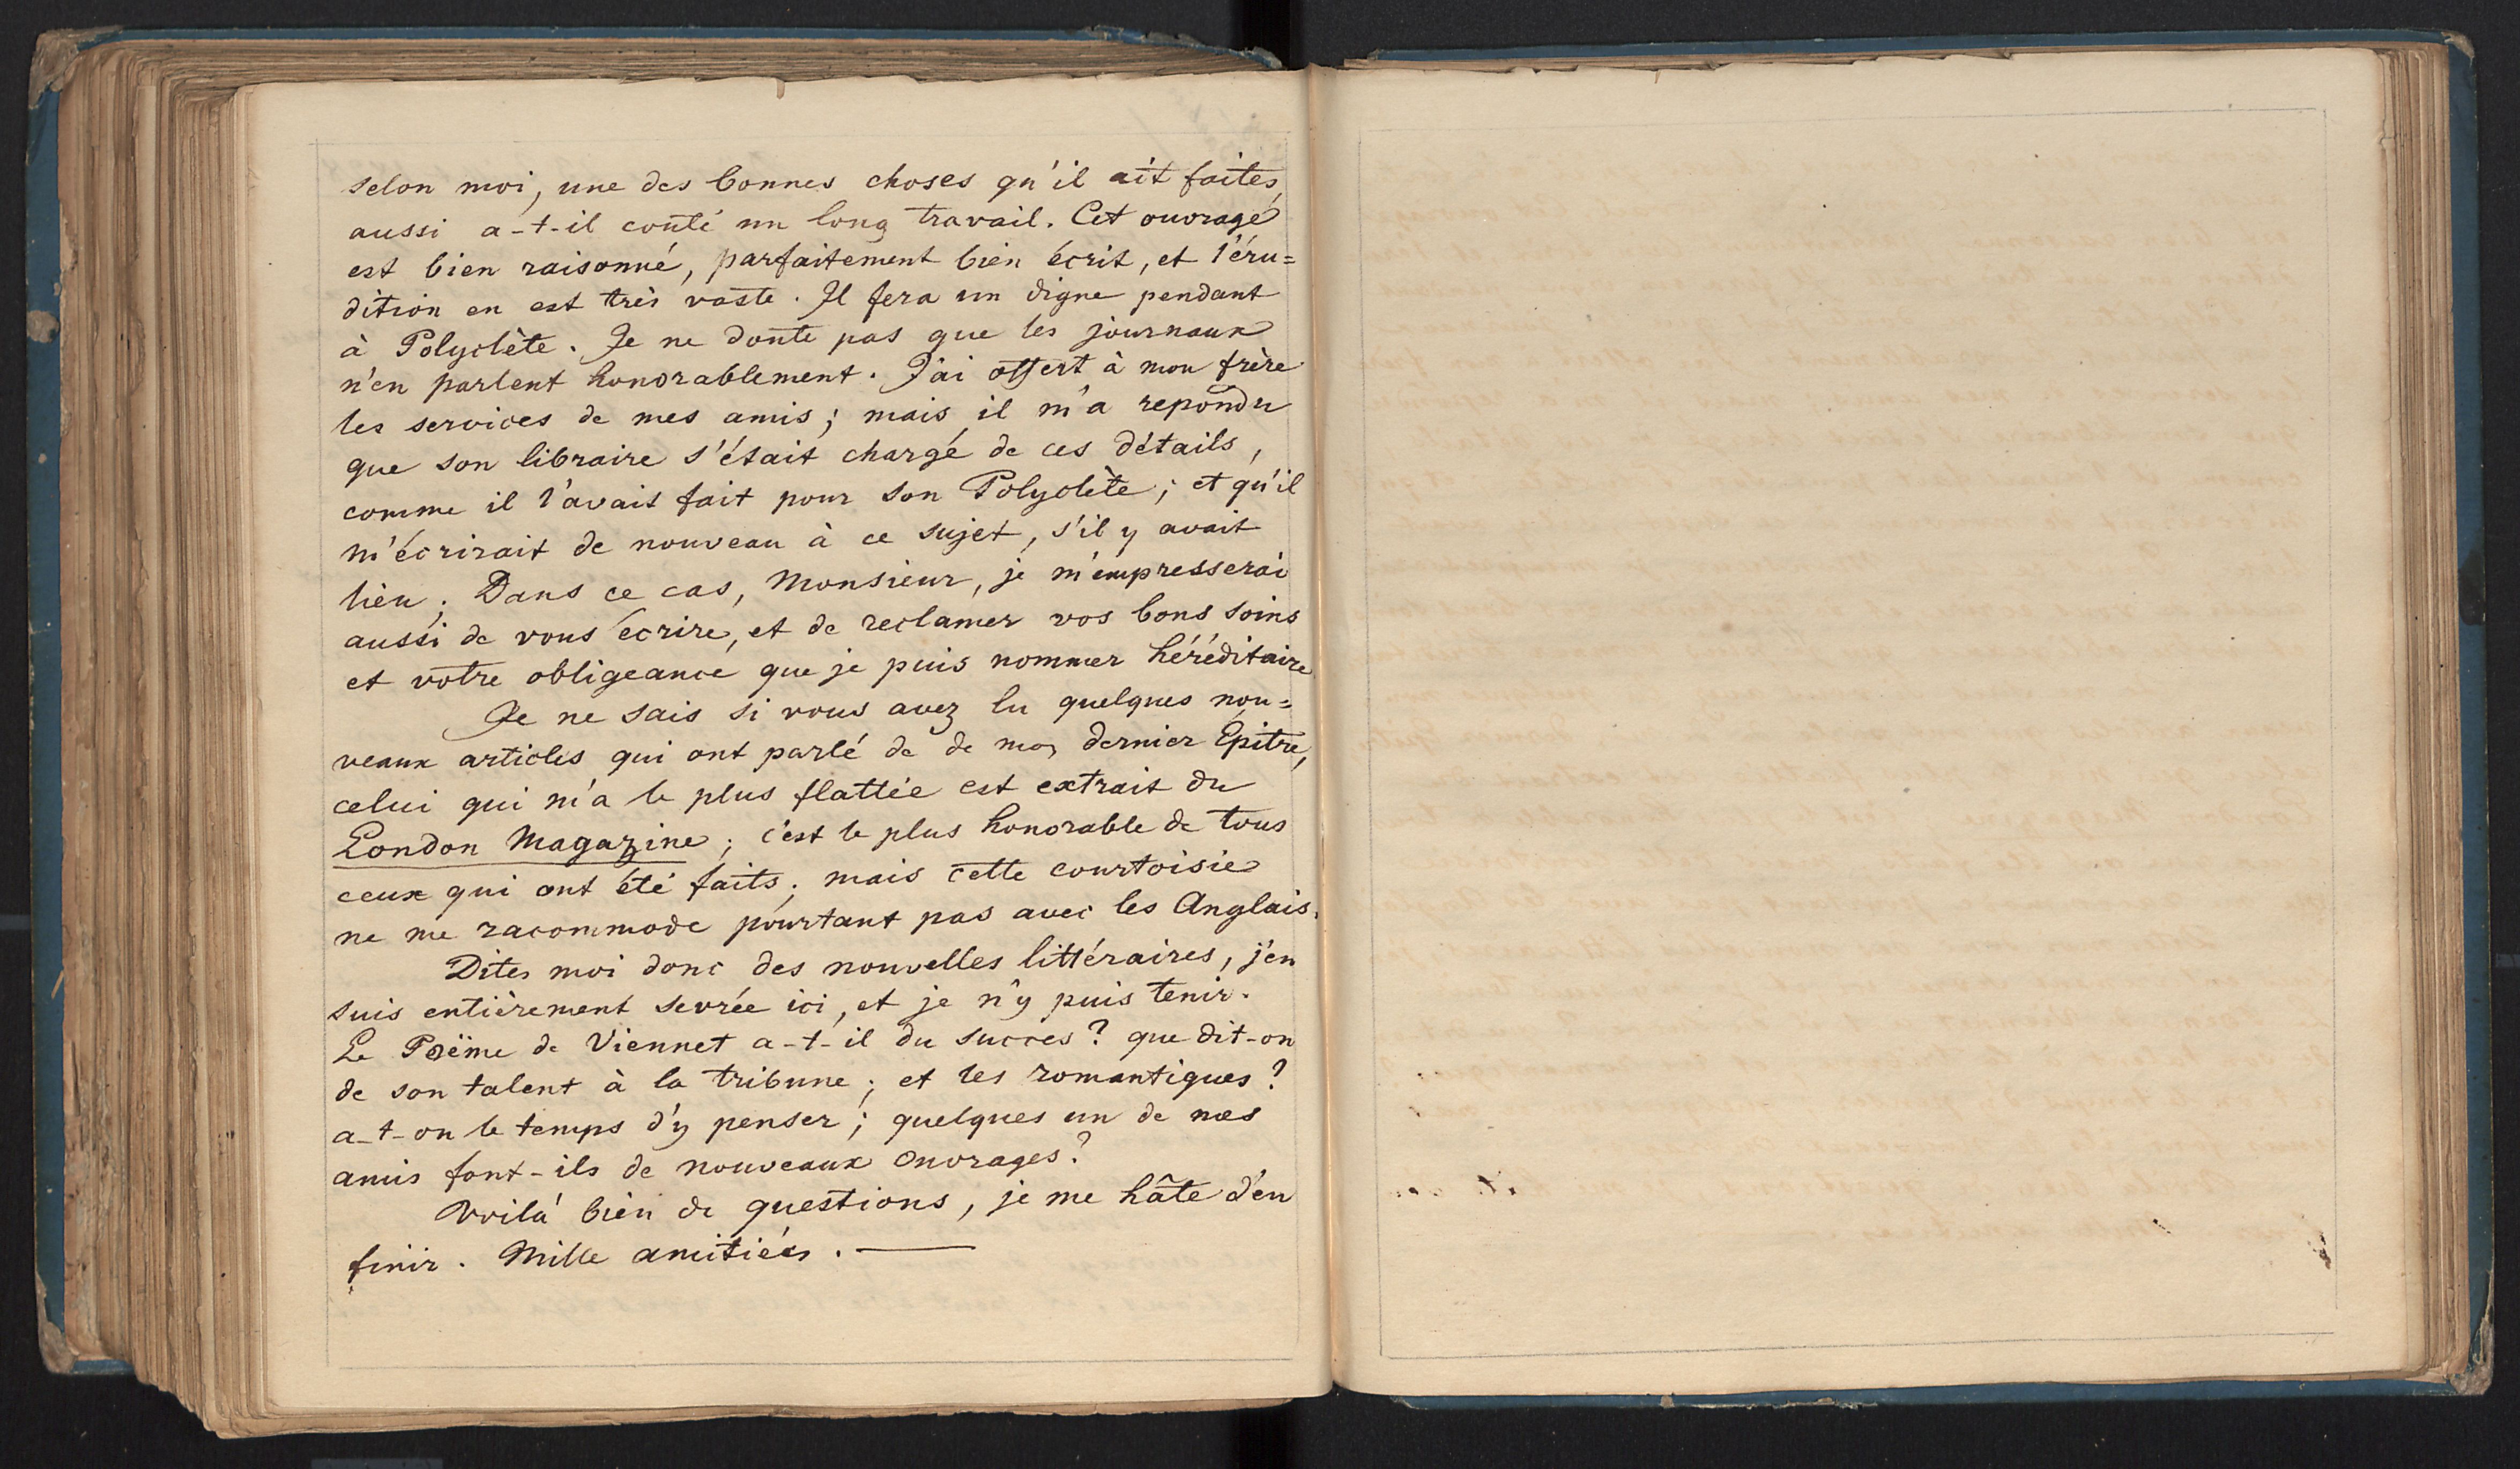 selon moi, une des bonnes choses qu'il ait faites,
aussi a-t-il coûté un long travail. Cet ouvrage
est bien raisonné, parfaitement bien écrit, et l'éru=
dition en est très vaste. Il fera un digne pendant
à Polyclète. Je ne doute pas que les journaux
n'en parlent honorablement. J'ai offert à mon frère
les services de mes amis; mais il m'a repondu
que son libraire s'était chargé de ces détails,
comme il l'avait fait pour son Polyclète; et qu'il
m'écrirait de nouveau à ce sujet, s'il y avait
lieu; Dans ce cas, Monsieur, je m'empresserai
aussi de vous écrire, et de reclamer vos bons soins
et votre obligeance que je puis nommer héréditaire
Je ne sais si vous avez lu quelques nou=
veaux articles qui ont parlé de de mon dernier Epitre,
celui qui m'a le plus flattée est extrait du
London Magazine; c'est le plus honorable de tous
ceux qui ont été faits; mais cette courtoisie
ne me racommode pourtant pas avec les Anglais.
Dites moi donc des nouvelles littéraires, j'en
suis entièrement sevrée ici, et je n'y puis tenir.
Le Poëme de Viennet a-t-il du succes? que dit-on
de son talent à la tribune; et les romantiques?
a-t-on le temps d'y penser; quelques un de mes
amis font-ils de nouveaux ouvrages?
Voilà bien de questions, je me hâte d'en
finir. Mille amitiées.